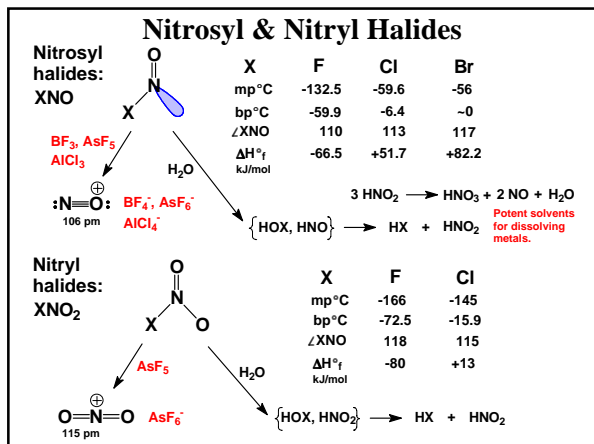 Nitrosyl & Nitryl Halides
Nitrosyl
halides:
XNO
O
N
X
X F Cl Br
mp°C -132.5 -59.6 -56
bp°C -59.9 -6.4 ~0
∠XNO 110 113 117
ΔH°f -66.5 +51.7 +82.2
kJ/mol
BF3, AsF5
AlCl3
H2O
:N≡O:
⊕
106 pm
BF4-, AsF6-
AlCl4-
3 HNO2 → HNO3 + 2 NO + H2O
{HOX, HNO} → HX + HNO2
Potent solvents
for dissolving
metals.
Nitryl
halides:
XNO2
O
N
X O
X F Cl
mp°C -166 -145
bp°C -72.5 -15.9
∠XNO 118 115
ΔH°f -80 +13
kJ/mol
AsF5
H2O
⊕
O=N=O AsF6-
115 pm
{HOX, HNO2} → HX + HNO2